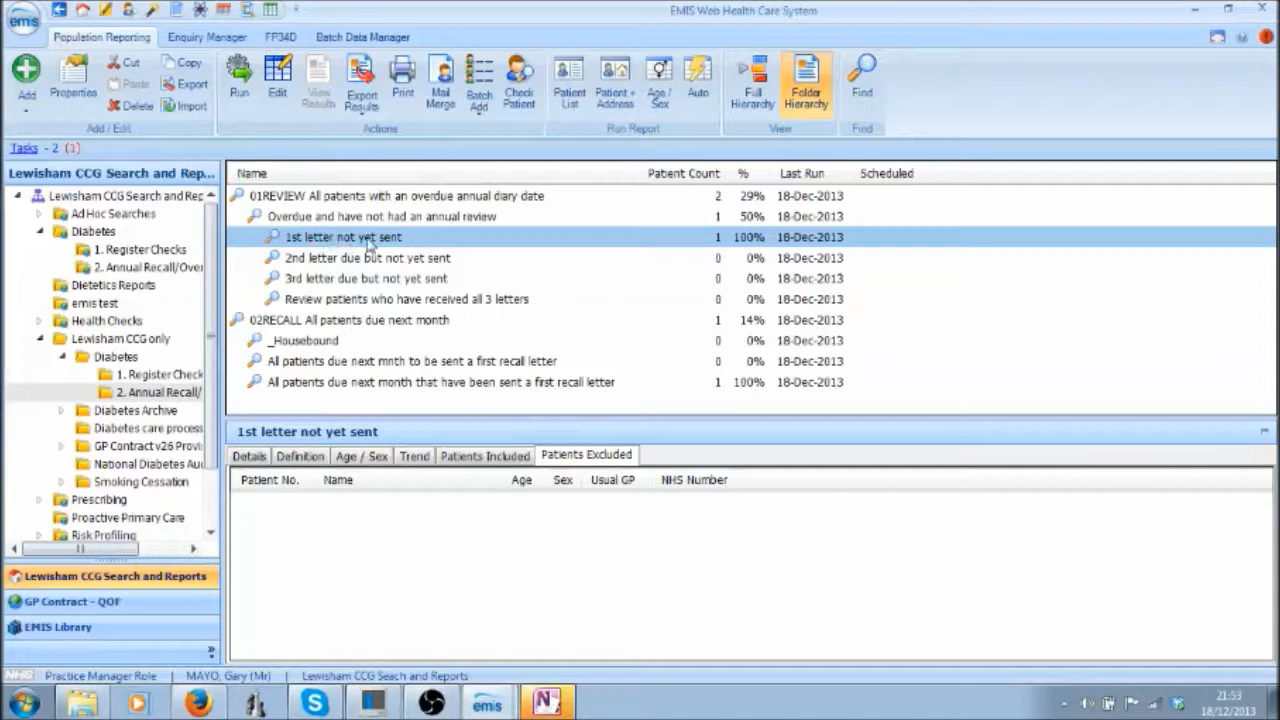 EMIS Web Health Care System
emis
Population Reporting Enquiry Manager FP34D Batch Data Manager
Add
Properties
Cut
Paste
Delete
Copy
Export
Import
Add / Edit
Run
Edit
View Results
Export Results
Print
Mail Merge
Batch Add
Check Patient
Actions
Patient List
Patient + Address
Age / Sex
Auto
Run Report
Full Hierarchy
Folder Hierarchy
View
Find
Find
Tasks - 2 (1)
Lewisham CCG Search and Rep...
Lewisham CCG Search and Rep
Ad Hoc Searches
Diabetes
1. Register Checks
2. Annual Recall/Over
Dietetics Reports
emis test
Health Checks
Lewisham CCG only
Diabetes
1. Register Check
2. Annual Recall/
Diabetes Archive
Diabetes care process
GP Contract v26 Provi
National Diabetes Au
Smoking Cessation
Prescribing
Proactive Primary Care
Risk Profiling
Lewisham CCG Search and Reports
GP Contract - QOF
EMIS Library
Name Patient Count % Last Run Scheduled
01REVIEW All patients with an overdue annual diary date 2 29% 18-Dec-2013
Overdue and have not had an annual review 1 50% 18-Dec-2013
1st letter not yet sent 1 100% 18-Dec-2013
2nd letter due but not yet sent 0 0% 18-Dec-2013
3rd letter due but not yet sent 0 0% 18-Dec-2013
Review patients who have received all 3 letters 0 0% 18-Dec-2013
02RECALL All patients due next month 1 14% 18-Dec-2013
_Housebound 0 0% 18-Dec-2013
All patients due next mnth to be sent a first recall letter 0 0% 18-Dec-2013
All patients due next month that have been sent a first recall letter 1 100% 18-Dec-2013
1st letter not yet sent
Details Definition Age / Sex Trend Patients Included Patients Excluded
Patient No. Name Age Sex Usual GP NHS Number
NHS Practice Manager Role MAYO, Gary (Mr) Lewisham CCG Seach and Reports
emis
21:53
18/12/2013